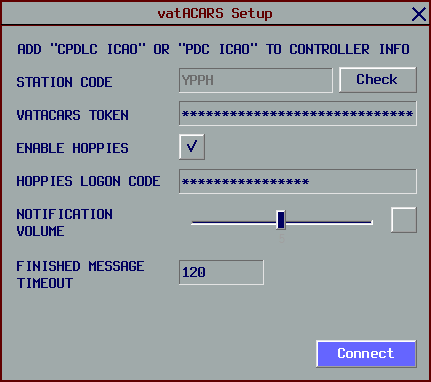 vatACARS Setup
ADD "CPDLC ICAO" OR "PDC ICAO" TO CONTROLLER INFO
STATION CODE YPPH Check
VATACARS TOKEN ****************************
ENABLE HOPPIES √
HOPPIES LOGON CODE ****************
NOTIFICATION
VOLUME
FINISHED MESSAGE
TIMEOUT 120
Connect